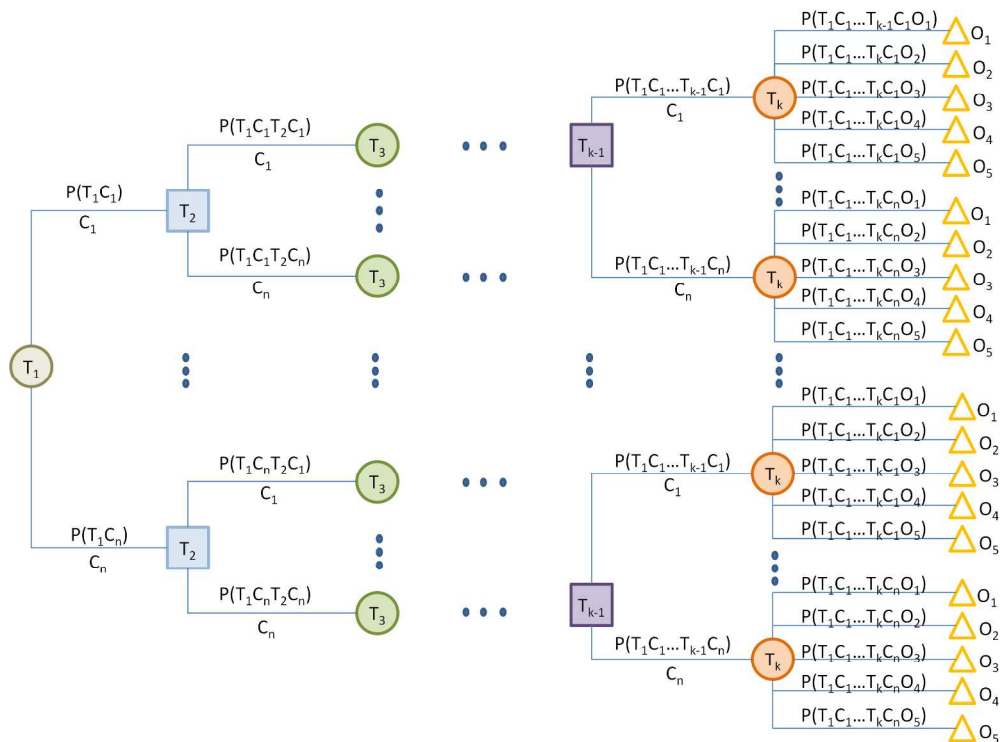 P(T₁C₁...Tₖ₋₁C₁O₁)
O₁
P(T₁C₁...TₖC₁O₂)
O₂
P(T₁C₁...Tₖ₋₁C₁)
C₁
Tₖ
P(T₁C₁...TₖC₁O₃)
O₃
P(T₁C₁...TₖC₁O₄)
O₄
P(T₁C₁...TₖC₁O₅)
O₅
P(T₁C₁T₂C₁)
C₁
T₃
Tₖ₋₁
P(T₁C₁)
C₁
T₂
P(T₁C₁...TₖCₙO₁)
O₁
P(T₁C₁...TₖCₙO₂)
O₂
P(T₁C₁T₂Cₙ)
Cₙ
T₃
P(T₁C₁...Tₖ₋₁Cₙ)
Cₙ
Tₖ
P(T₁C₁...TₖCₙO₃)
O₃
P(T₁C₁...TₖCₙO₄)
O₄
P(T₁C₁...TₖCₙO₅)
O₅
T₁
P(T₁C₁...TₖC₁O₁)
O₁
P(T₁C₁...TₖC₁O₂)
O₂
P(T₁CₙT₂C₁)
C₁
T₃
P(T₁C₁...Tₖ₋₁C₁)
C₁
Tₖ
P(T₁C₁...TₖC₁O₃)
O₃
P(T₁C₁...TₖC₁O₄)
O₄
P(T₁C₁...TₖC₁O₅)
O₅
P(T₁Cₙ)
Cₙ
T₂
P(T₁CₙT₂Cₙ)
Cₙ
T₃
Tₖ₋₁
P(T₁C₁...TₖCₙO₁)
O₁
P(T₁C₁...TₖCₙO₂)
O₂
P(T₁C₁...Tₖ₋₁Cₙ)
Cₙ
Tₖ
P(T₁C₁...TₖCₙO₃)
O₃
P(T₁C₁...TₖCₙO₄)
O₄
P(T₁C₁...TₖCₙO₅)
O₅